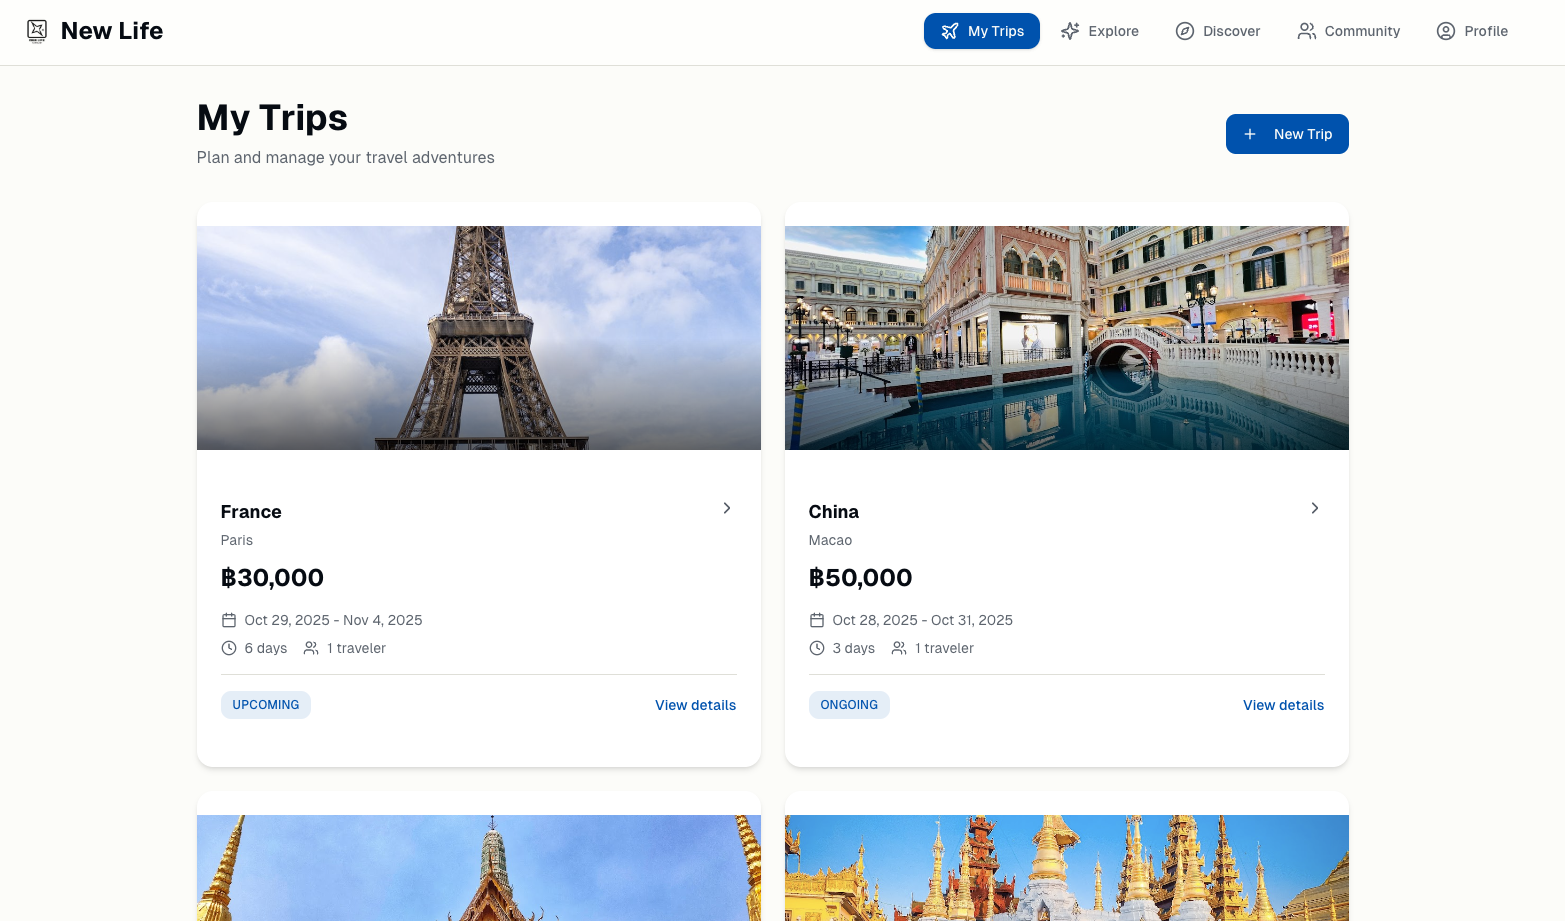 New Life
My Trips
Explore
Discover
Community
Profile
My Trips
Plan and manage your travel adventures
New Trip
France
Paris
฿30,000
Oct 29, 2025 - Nov 4, 2025
6 days
1 traveler
UPCOMING
View details
China
Macao
฿50,000
Oct 28, 2025 - Oct 31, 2025
3 days
1 traveler
ONGOING
View details